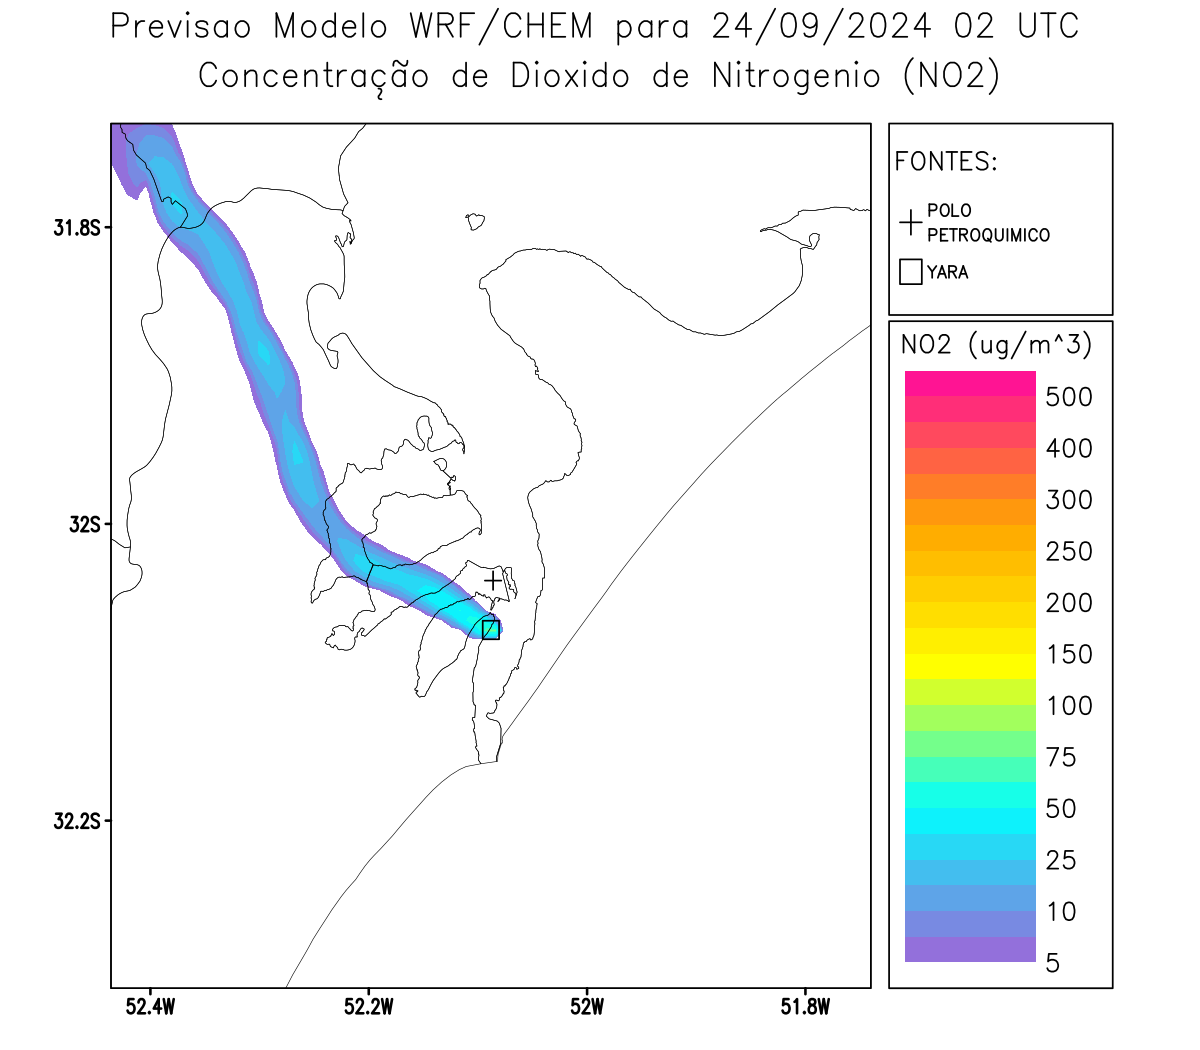 Previsao Modelo WRF/CHEM para 24/09/2024 02 UTC
Concentração de Dioxido de Nitrogenio (NO2)
FONTES:
POLO
PETROQUIMICO
YARA
NO2 (ug/m^3)
500
400
300
250
200
150
100
75
50
25
10
5
31.8S
32S
32.2S
52.4W
52.2W
52W
51.8W